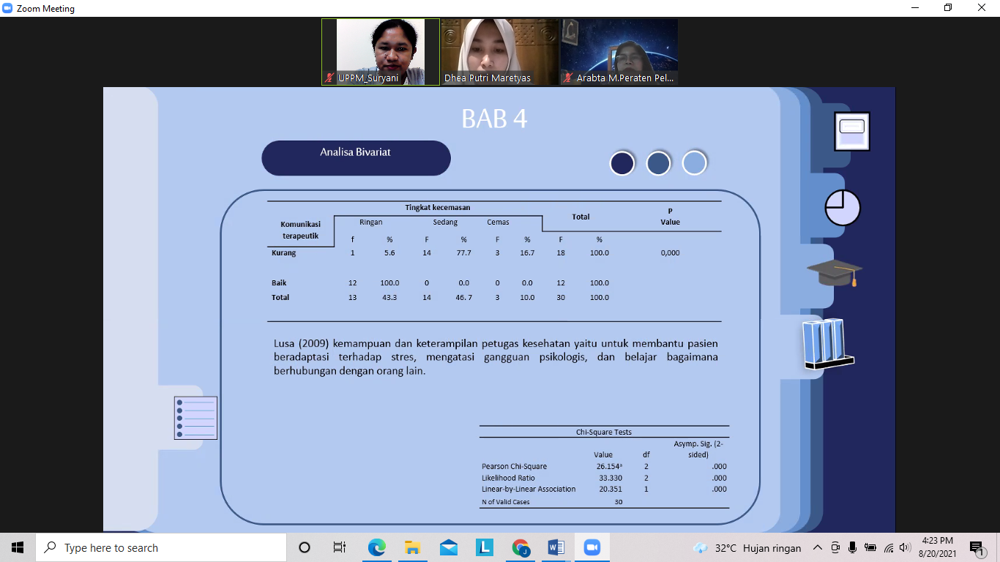 Zoom Meeting
UPPM_Suryani
Dhea Putri Maretyas
Arabta M.Peraten Pel...
BAB 4
Analisa Bivariat
Komunikasi terapeutik Tingkat kecemasan Total P Value
Ringan Sedang Cemas
f % F % F % F %
Kurang 1 5.6 14 77.7 3 16.7 18 100.0 0,000
Baik 12 100.0 0 0.0 0 0.0 12 100.0
Total 13 43.3 14 46. 7 3 10.0 30 100.0
Lusa (2009) kemampuan dan keterampilan petugas kesehatan yaitu untuk membantu pasien
beradaptasi terhadap stres, mengatasi gangguan psikologis, dan belajar bagaimana
berhubungan dengan orang lain.
Chi-Square Tests
Value df Asymp. Sig. (2-sided)
Pearson Chi-Square 26.154ᵃ 2 .000
Likelihood Ratio 33.330 2 .000
Linear-by-Linear Association 20.351 1 .000
N of Valid Cases 30
Type here to search
32°C Hujan ringan
4:23 PM
8/20/2021
1